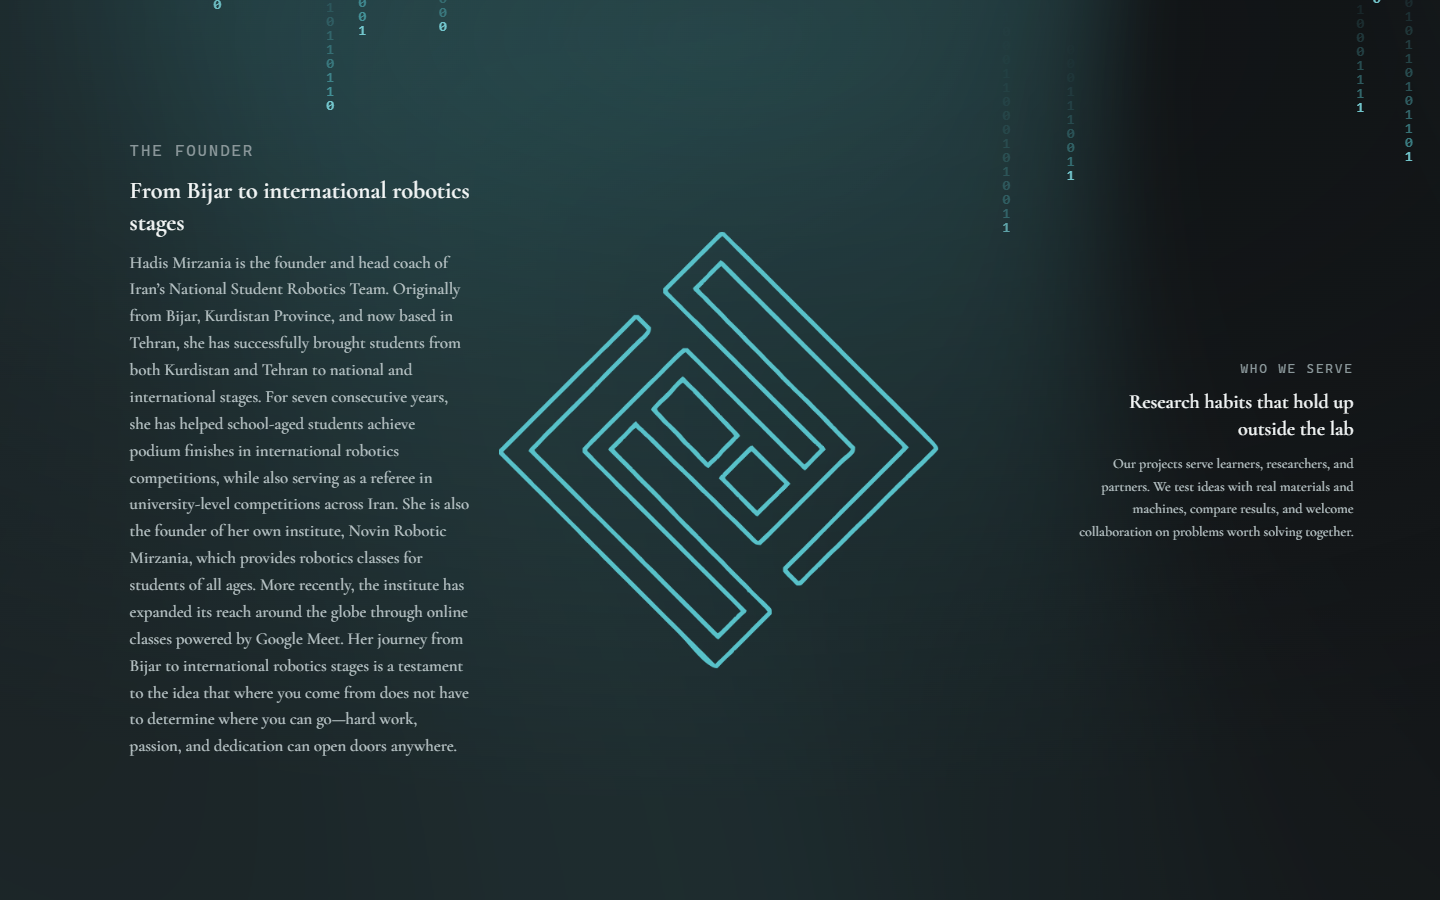 THE FOUNDER
From Bijar to international robotics
stages
Hadis Mirzania is the founder and head coach of
Iran’s National Student Robotics Team. Originally
from Bijar, Kurdistan Province, and now based in
Tehran, she has successfully brought students from
both Kurdistan and Tehran to national and
international stages. For seven consecutive years,
she has helped school-aged students achieve
podium finishes in international robotics
competitions, while also serving as a referee in
university-level competitions across Iran. She is also
the founder of her own institute, Novin Robotic
Mirzania, which provides robotics classes for
students of all ages. More recently, the institute has
expanded its reach around the globe through online
classes powered by Google Meet. Her journey from
Bijar to international robotics stages is a testament
to the idea that where you come from does not have
to determine where you can go—hard work,
passion, and dedication can open doors anywhere.
WHO WE SERVE
Research habits that hold up
outside the lab
Our projects serve learners, researchers, and
partners. We test ideas with real materials and
machines, compare results, and welcome
collaboration on problems worth solving together.